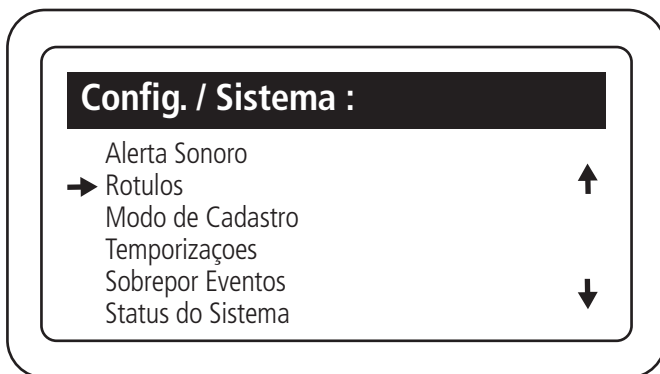 Config. / Sistema :
Alerta Sonoro
Rotulos
Modo de Cadastro
Temporizaçoes
Sobrepor Eventos
Status do Sistema